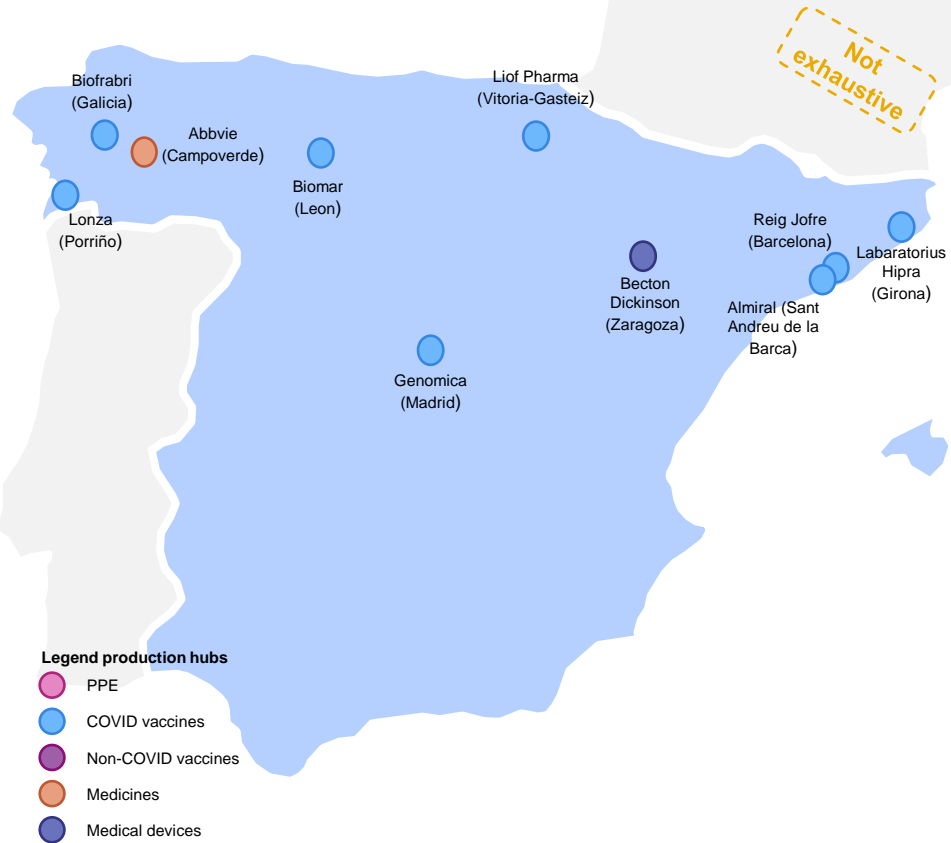 Not
exhaustive
Biofrabri
(Galicia)
Liof Pharma
(Vitoria-Gasteiz)
Abbvie
(Campoverde)
Biomar
(Leon)
Lonza
(Porriño)
Reig Jofre
(Barcelona)
Labaratorius
Hipra
(Girona)
Becton
Dickinson
(Zaragoza)
Almiral (Sant
Andreu de la
Barca)
Genomica
(Madrid)
Legend production hubs
PPE
COVID vaccines
Non-COVID vaccines
Medicines
Medical devices